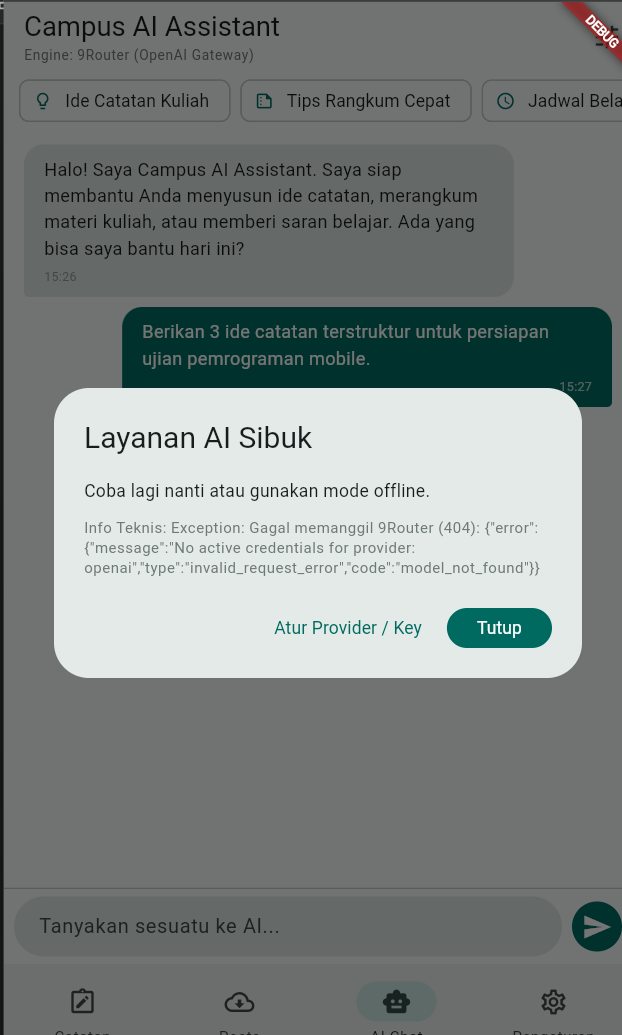 Campus AI Assistant
DEBUG
Engine: 9Router (OpenAI Gateway)
Ide Catatan Kuliah
Tips Rangkum Cepat
Jadwal Bela
Halo! Saya Campus AI Assistant. Saya siap
membantu Anda menyusun ide catatan, merangkum
materi kuliah, atau memberi saran belajar. Ada yang
bisa saya bantu hari ini?
15:26
Berikan 3 ide catatan terstruktur untuk persiapan
ujian pemrograman mobile.
15:27
Layanan AI Sibuk
Coba lagi nanti atau gunakan mode offline.
Info Teknis: Exception: Gagal memanggil 9Router (404): {"error":
{"message":"No active credentials for provider:
openai","type":"invalid_request_error","code":"model_not_found"}}
Atur Provider / Key
Tutup
Tanyakan sesuatu ke AI...